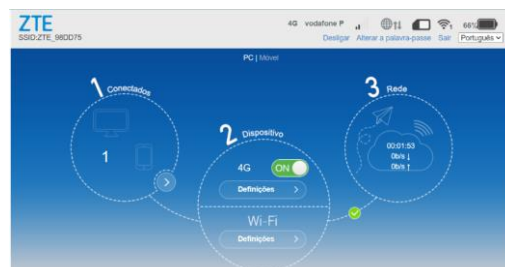 ZTE
SSID:ZTE_98DD75
4G vodafone P 66%
Desligar Alterar a palavra-passe Sair Português
PC | Móvel
1 Conectados
1
2 Dispositivo
4G ON
Definições
Wi-Fi
Definições
3 Rede
00:01:53
0b/s ↓
0b/s ↑